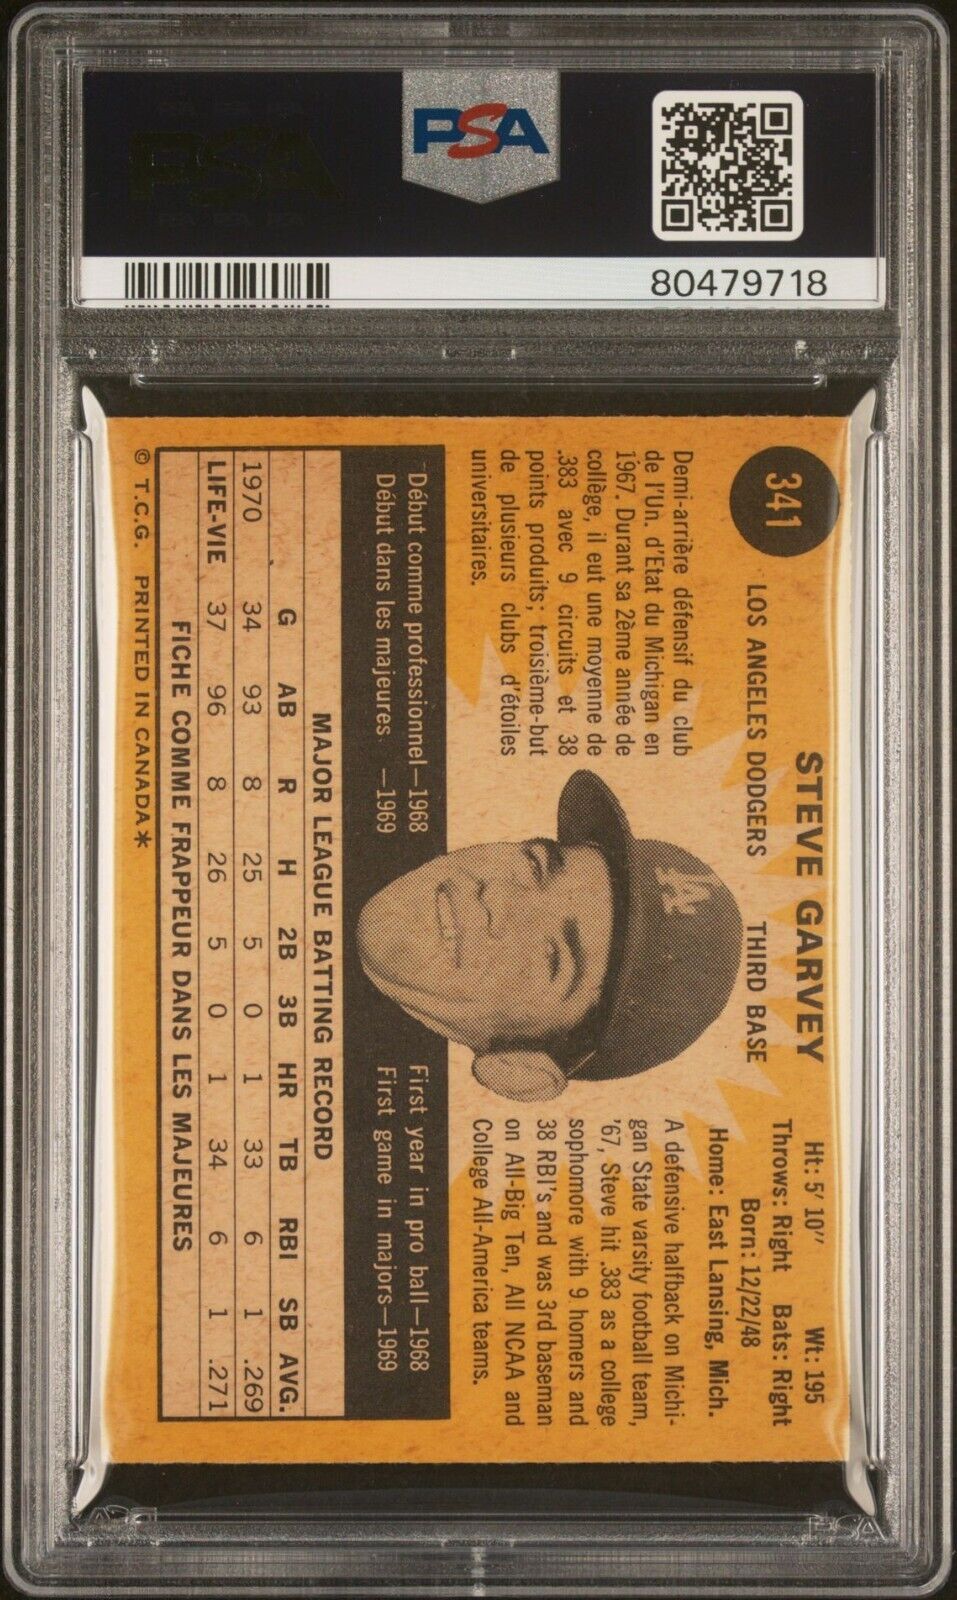 PSA
PSA
80479718
341
STEVE GARVEY
LOS ANGELES DODGERS THIRD BASE
Ht: 5' 10" Wt: 195
Throws: Right Bats: Right
Born: 12/22/48
Home: East Lansing, Mich.
Demi-arrière défensif du club
de l'Un. d'Etat du Michigan en
1967. Durant sa 2ème année de
collège, il eut une moyenne de
.383 avec 9 circuits et 38
points produits; troisième-but
de plusieurs clubs d'étoiles
universitaires.
A defensive halfback on Michi-
gan State varsity football team,
'67, Steve hit .383 as a college
sophomore with 9 homers and
38 RBI's and was 3rd baseman
on All-Big Ten, All NCAA and
College All-America teams.
LA
Début comme professionnel—1968
Début dans les majeures —1969
First year in pro ball—1968
First game in majors—1969
MAJOR LEAGUE BATTING RECORD
G AB R H 2B 3B HR TB RBI SB AVG.
1970 34 93 8 25 5 0 1 33 6 1 .269
LIFE-VIE 37 96 8 26 5 0 1 34 6 1 .271
FICHE COMME FRAPPEUR DANS LES MAJEURES
© T.C.G. PRINTED IN CANADA*
PSA
PSA